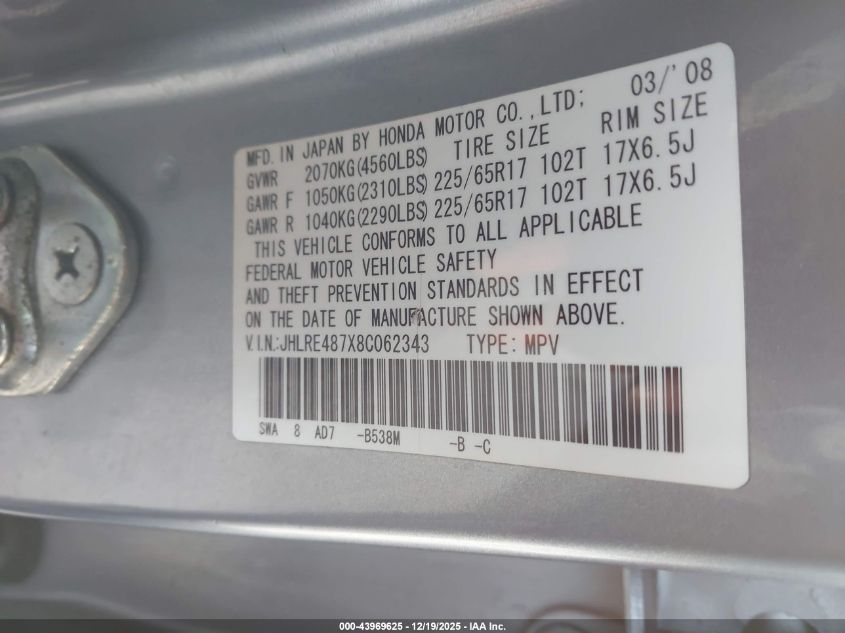 MFD. IN JAPAN BY HONDA MOTOR CO., LTD; 03/'08
GVWR 2070KG(4560LBS) TIRE SIZE RIM SIZE
GAWR F 1050KG(2310LBS) 225/65R17 102T 17X6.5J
GAWR R 1040KG(2290LBS) 225/65R17 102T 17X6.5J
THIS VEHICLE CONFORMS TO ALL APPLICABLE
FEDERAL MOTOR VEHICLE SAFETY
AND THEFT PREVENTION STANDARDS IN EFFECT
ON THE DATE OF MANUFACTURE SHOWN ABOVE.
V.I.N.:JHLRE487X8C062343 TYPE: MPV
SWA 8 AD7 -B538M -B -C
000-43969625 - 12/19/2025 - IAA Inc.